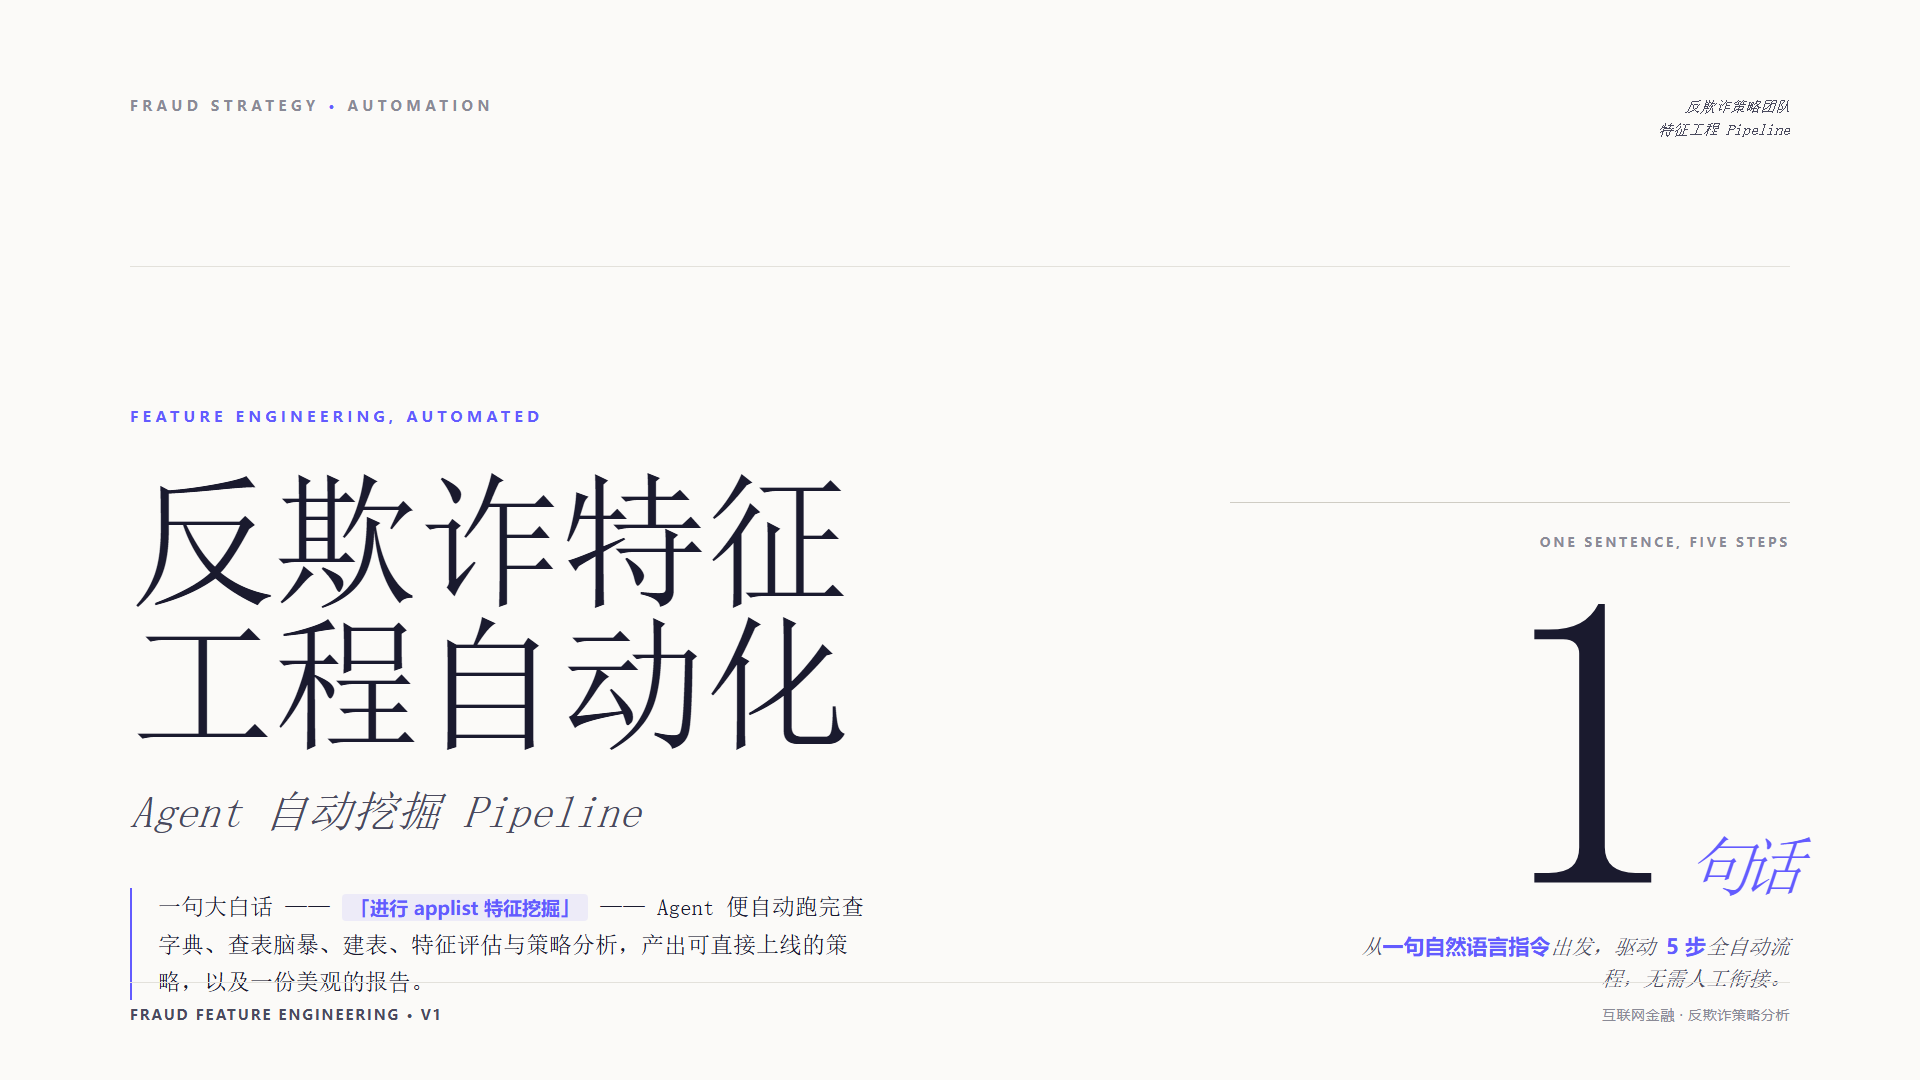 FRAUD STRATEGY • AUTOMATION
反欺诈策略团队
特征工程 Pipeline
FEATURE ENGINEERING, AUTOMATED
反欺诈特征
工程自动化
Agent 自动挖掘 Pipeline
一句大白话 —— 「进行 applist 特征挖掘」 —— Agent 便自动跑完查
字典、查表脑暴、建表、特征评估与策略分析，产出可直接上线的策
略，以及一份美观的报告。
ONE SENTENCE, FIVE STEPS
1 句话
从一句自然语言指令出发，驱动 5 步全自动流
程，无需人工衔接。
FRAUD FEATURE ENGINEERING • V1
互联网金融 · 反欺诈策略分析